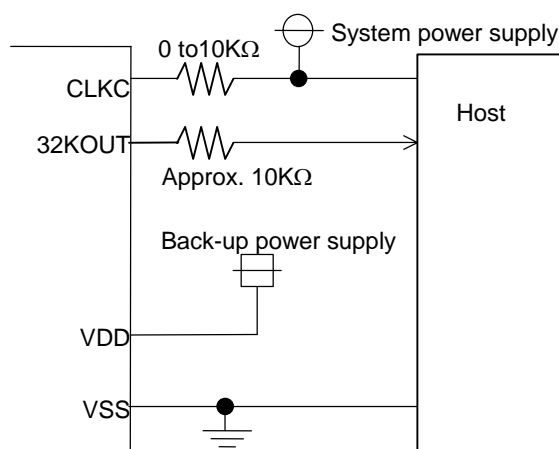 0 to10KΩ
System power supply
CLKC
Host
32KOUT
Approx. 10KΩ
Back-up power supply
VDD
VSS